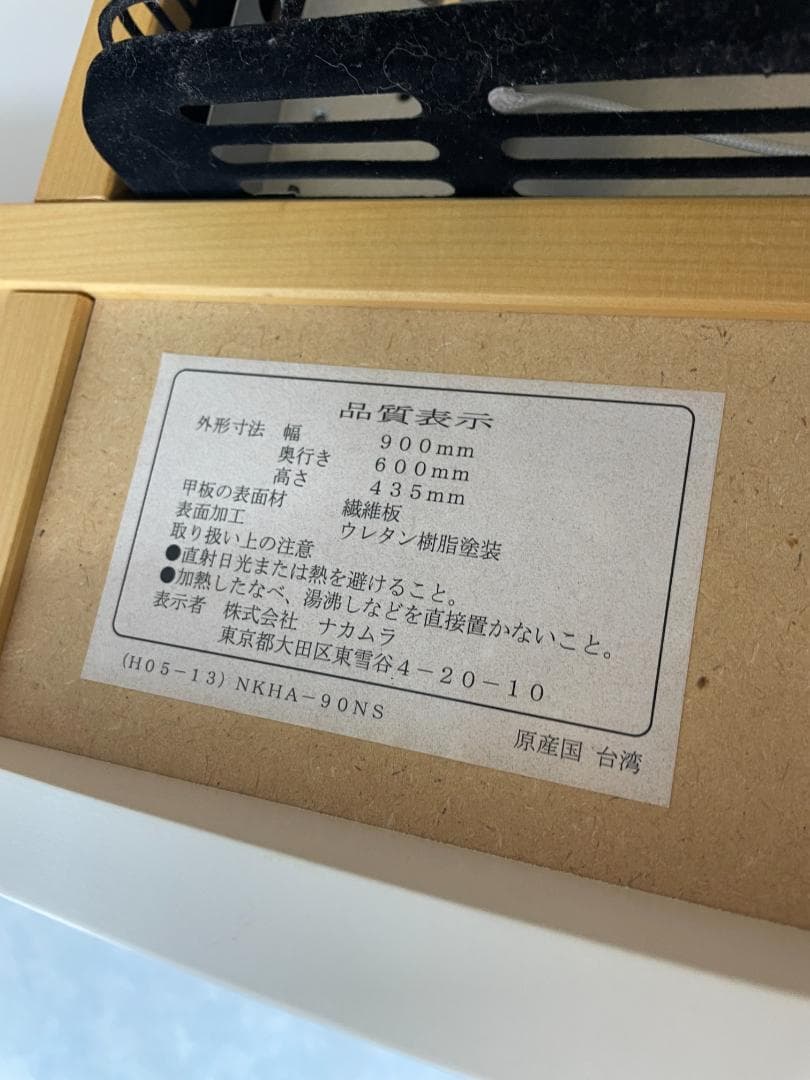 品質表示
外形寸法 幅 900mm
奥行き 600mm
高さ 435mm
甲板の表面材 繊維板
表面加工 ウレタン樹脂塗装
取り扱い上の注意
●直射日光または熱を避けること。
●加熱したなべ、湯沸しなどを直接置かないこと。
表示者 株式会社 ナカムラ
東京都大田区東雪谷4-20-10
(H05-13) NKHA-90NS
原産国 台湾